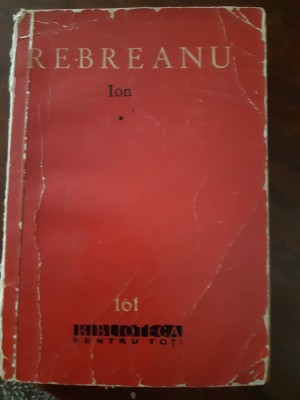 REBREANU
Ion
161
BIBLIOTECA
PENTRU TOȚI